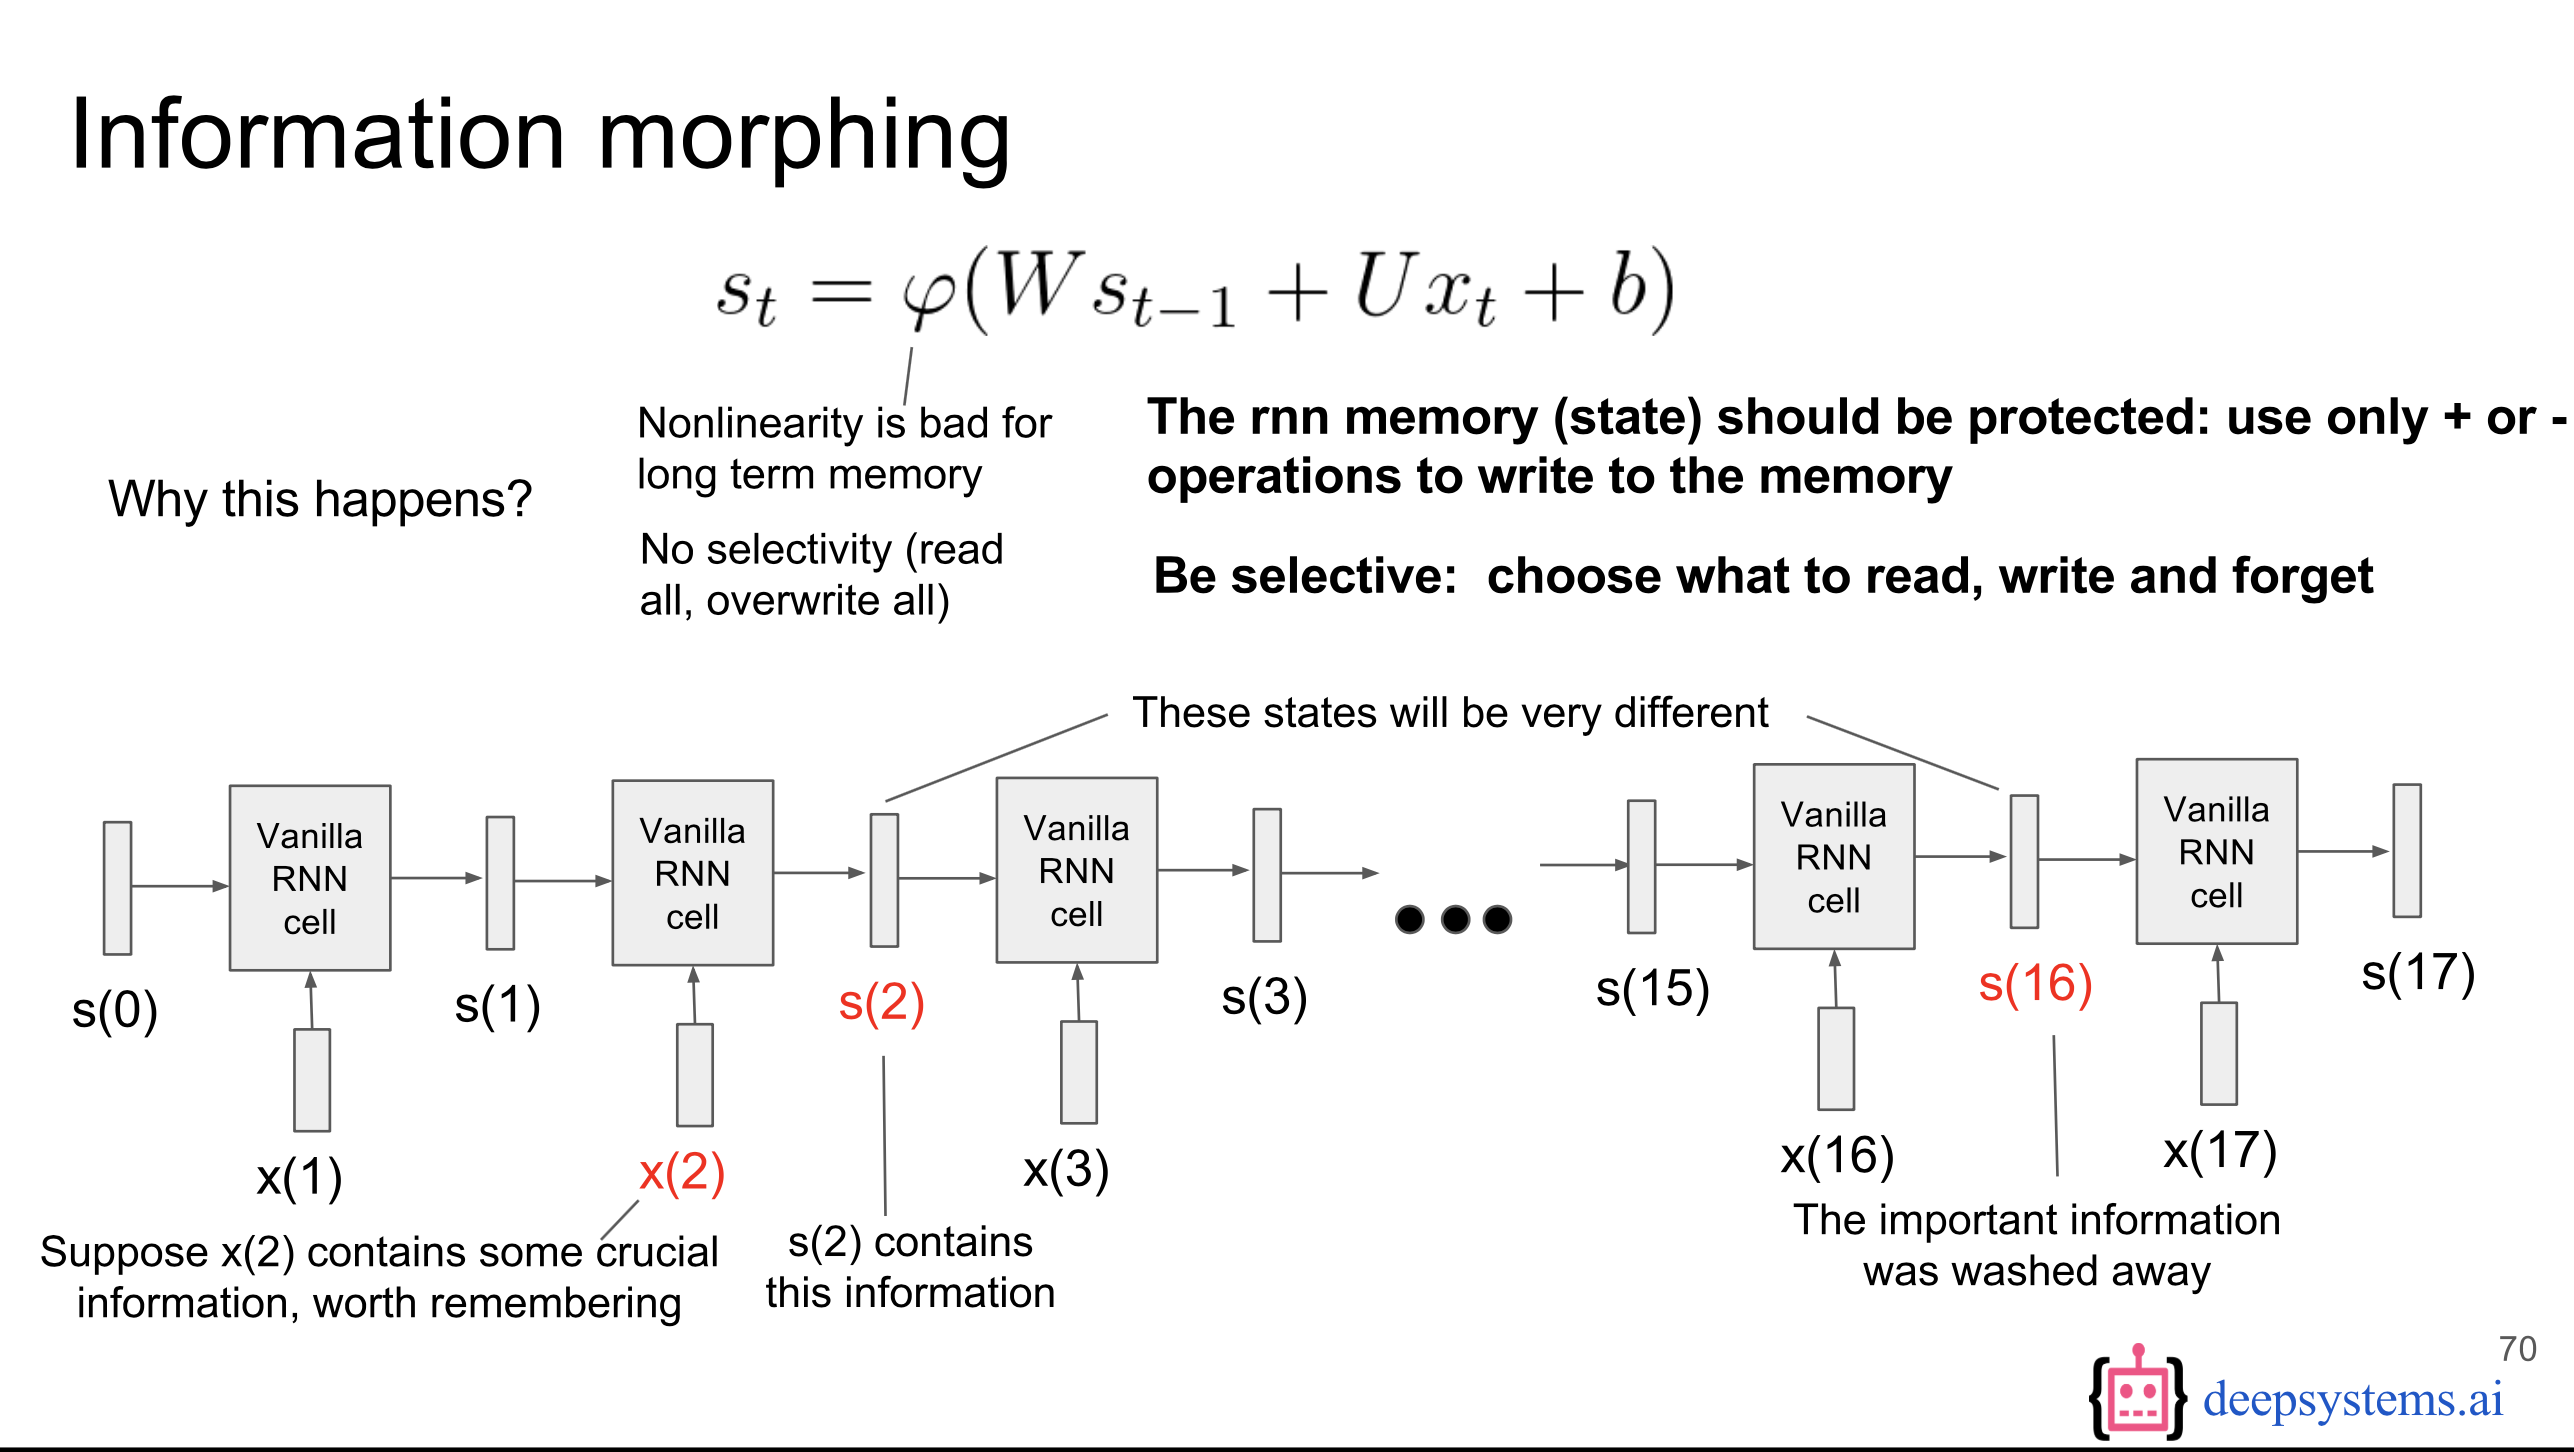 Information morphing
s_t = φ(W s_{t−1} + U x_t + b)
Nonlinearity is bad for
long term memory
The rnn memory (state) should be protected: use only + or -
operations to write to the memory
Why this happens?
No selectivity (read
all, overwrite all)
Be selective: choose what to read, write and forget
These states will be very different
Vanilla
RNN
cell
Vanilla
RNN
cell
Vanilla
RNN
cell
Vanilla
RNN
cell
Vanilla
RNN
cell
s(0)
s(1)
s(2)
s(3)
s(15)
s(16)
s(17)
x(1)
x(2)
x(3)
x(16)
x(17)
Suppose x(2) contains some crucial
information, worth remembering
s(2) contains
this information
The important information
was washed away
70
deepsystems.ai